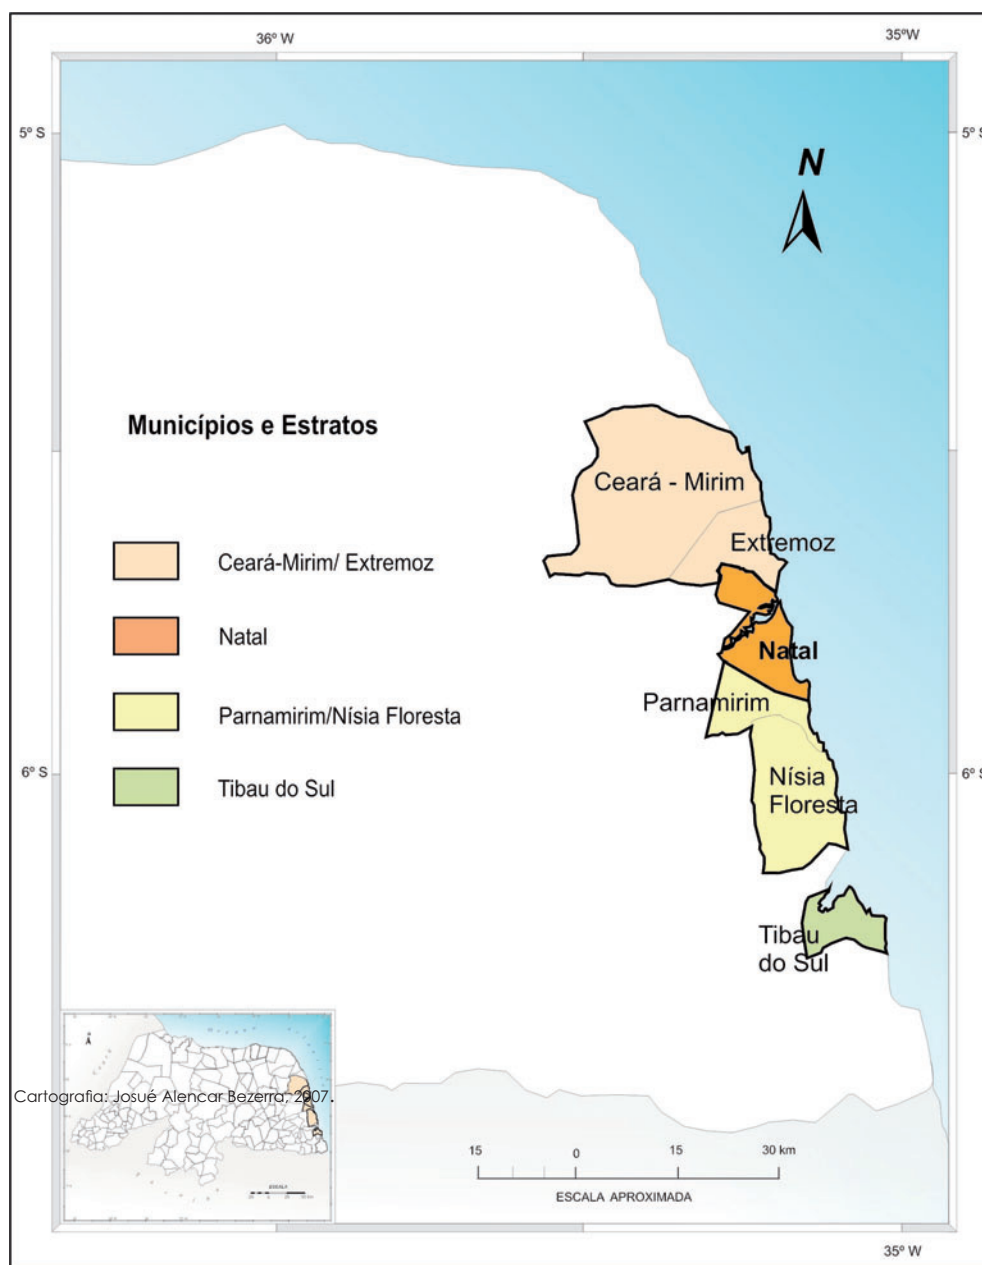 36º W
35ºW
5º S
5º S
N
Municípios e Estratos
Ceará - Mirim
Extremoz
Ceará-Mirim/ Extremoz
Natal
Natal
Parnamirim
Parnamirim/Nísia Floresta
6º S
6º S
Nísia
Floresta
Tibau do Sul
Tibau
do Sul
Cartografia: Josué Alencar Bezerra, 2007.
15
0
15
30 km
ESCALA APROXIMADA
ESCALA
35º W